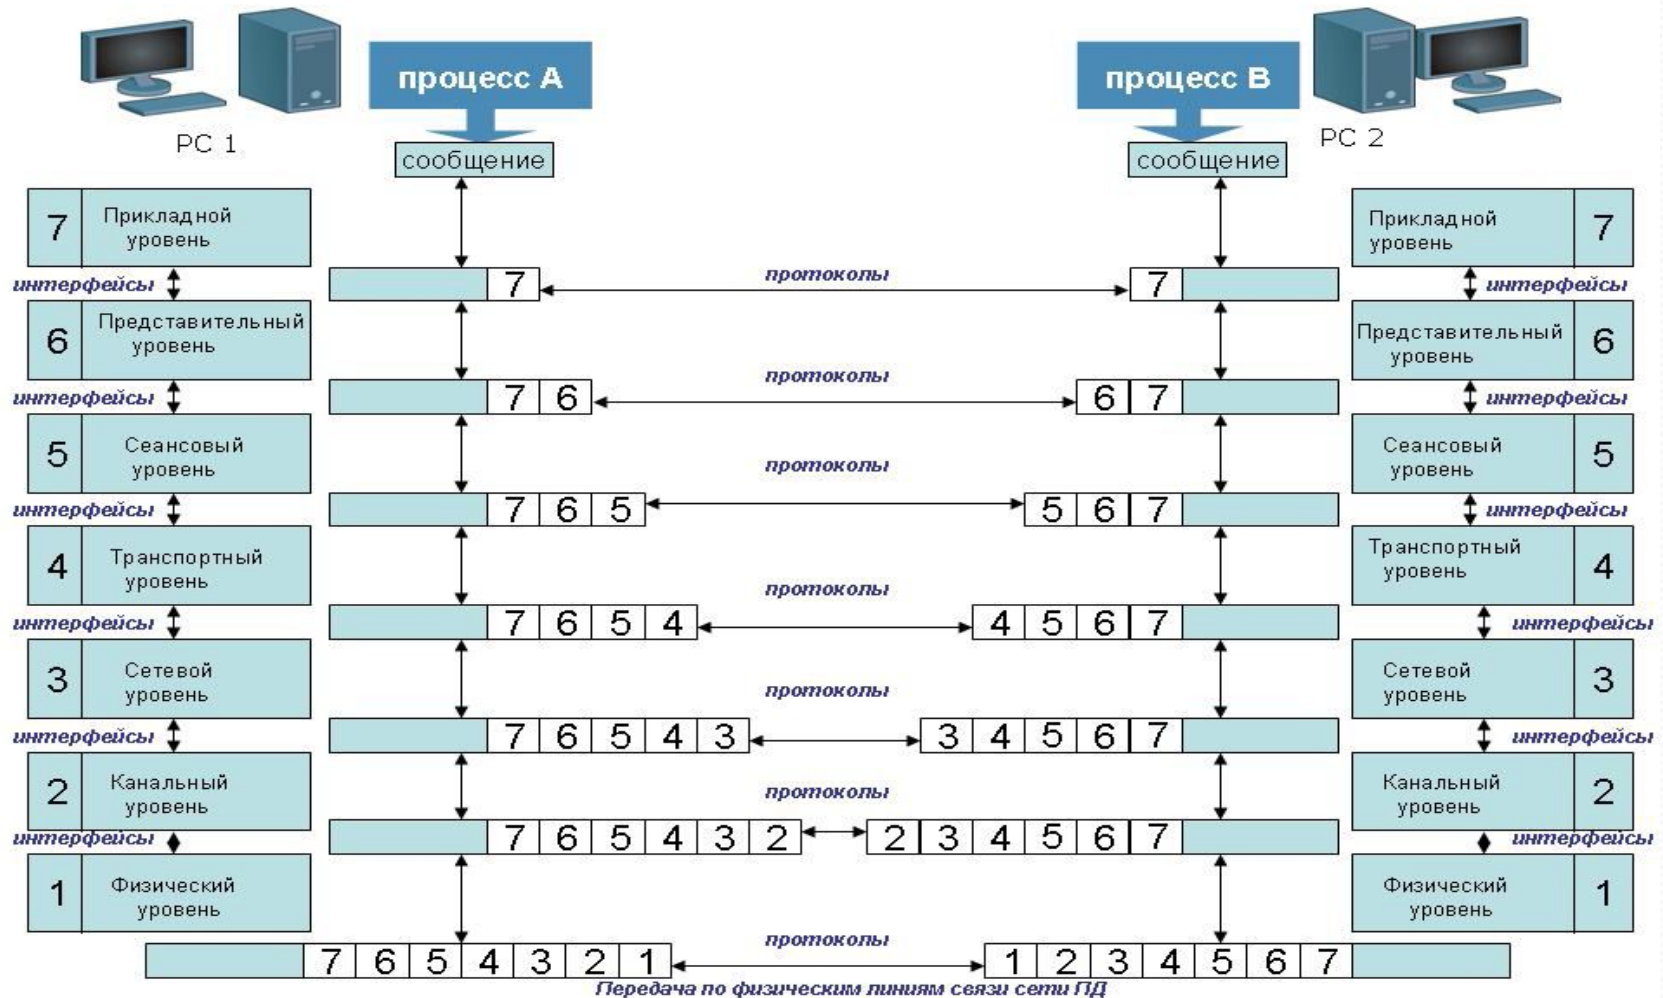 процесс А
процесс В
PC 1
PC 2
сообщение
сообщение
7
Прикладной
уровень
интерфейсы
6
Представительный
уровень
интерфейсы
5
Сеансовый
уровень
интерфейсы
4
Транспортный
уровень
интерфейсы
3
Сетевой
уровень
интерфейсы
2
Канальный
уровень
интерфейсы
1
Физический
уровень
7 протоколы 7
7 6 протоколы 6 7
7 6 5 протоколы 5 6 7
7 6 5 4 протоколы 4 5 6 7
7 6 5 4 3 протоколы 3 4 5 6 7
7 6 5 4 3 2 протоколы 2 3 4 5 6 7
7 6 5 4 3 2 1 протоколы 1 2 3 4 5 6 7
Передача по физическим линиям связи сети ПД
Прикладной
уровень
7
интерфейсы
Представительный
уровень
6
интерфейсы
Сеансовый
уровень
5
интерфейсы
Транспортный
уровень
4
интерфейсы
Сетевой
уровень
3
интерфейсы
Канальный
уровень
2
интерфейсы
Физический
уровень
1